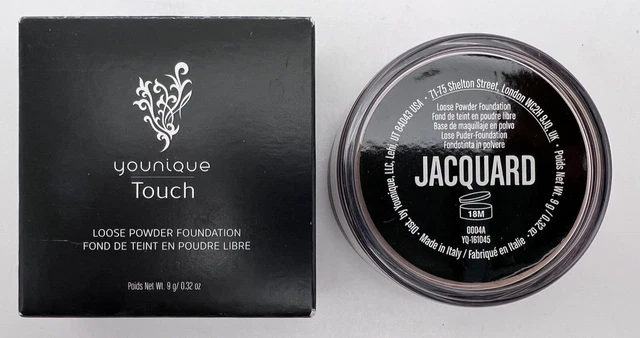 younique
Touch
LOOSE POWDER FOUNDATION
FOND DE TEINT EN POUDRE LIBRE
Poids Net Wt. 9 g/ 0.32 oz
Dist. by Younique, LLC, Lehi, UT 84043 USA • 71-75 Shelton Street, London WC2H 9JQ, UK • Poids Net Wt. 9 g / 0.32 oz. • Made in Italy / Fabriqué en Italie •
Loose Powder Foundation
Fond de teint en poudre libre
Base de maquillaje en polvo
Lose Puder-Foundation
Fondotinta in polvere
JACQUARD
18M
0D04A
YQ-161045